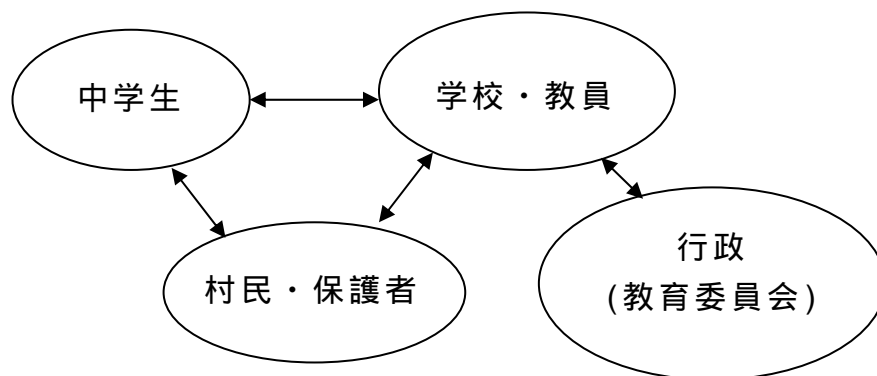 中学生
学校・教員
村民・保護者
行政
(教育委員会)